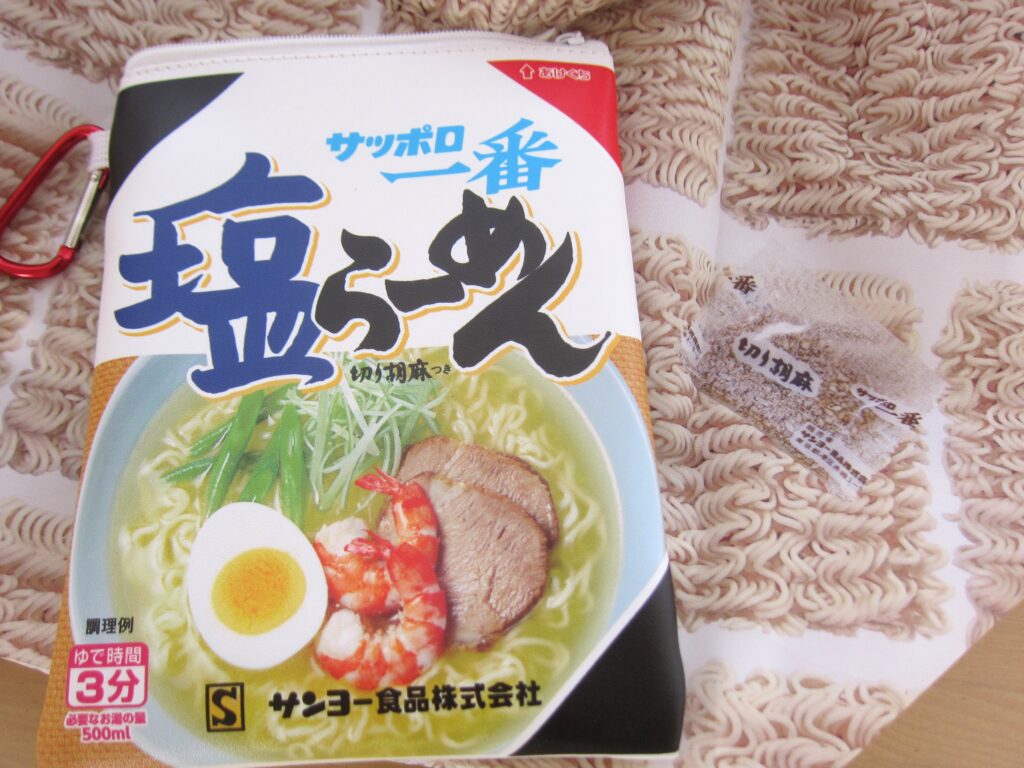 あけくち
サッポロ
一番
塩らーめん
切り胡麻つき
調理例
ゆで時間
3分
必要なお湯の量
500ml
S
サンヨー食品株式会社
番
切り胡麻
サッポロ
一番